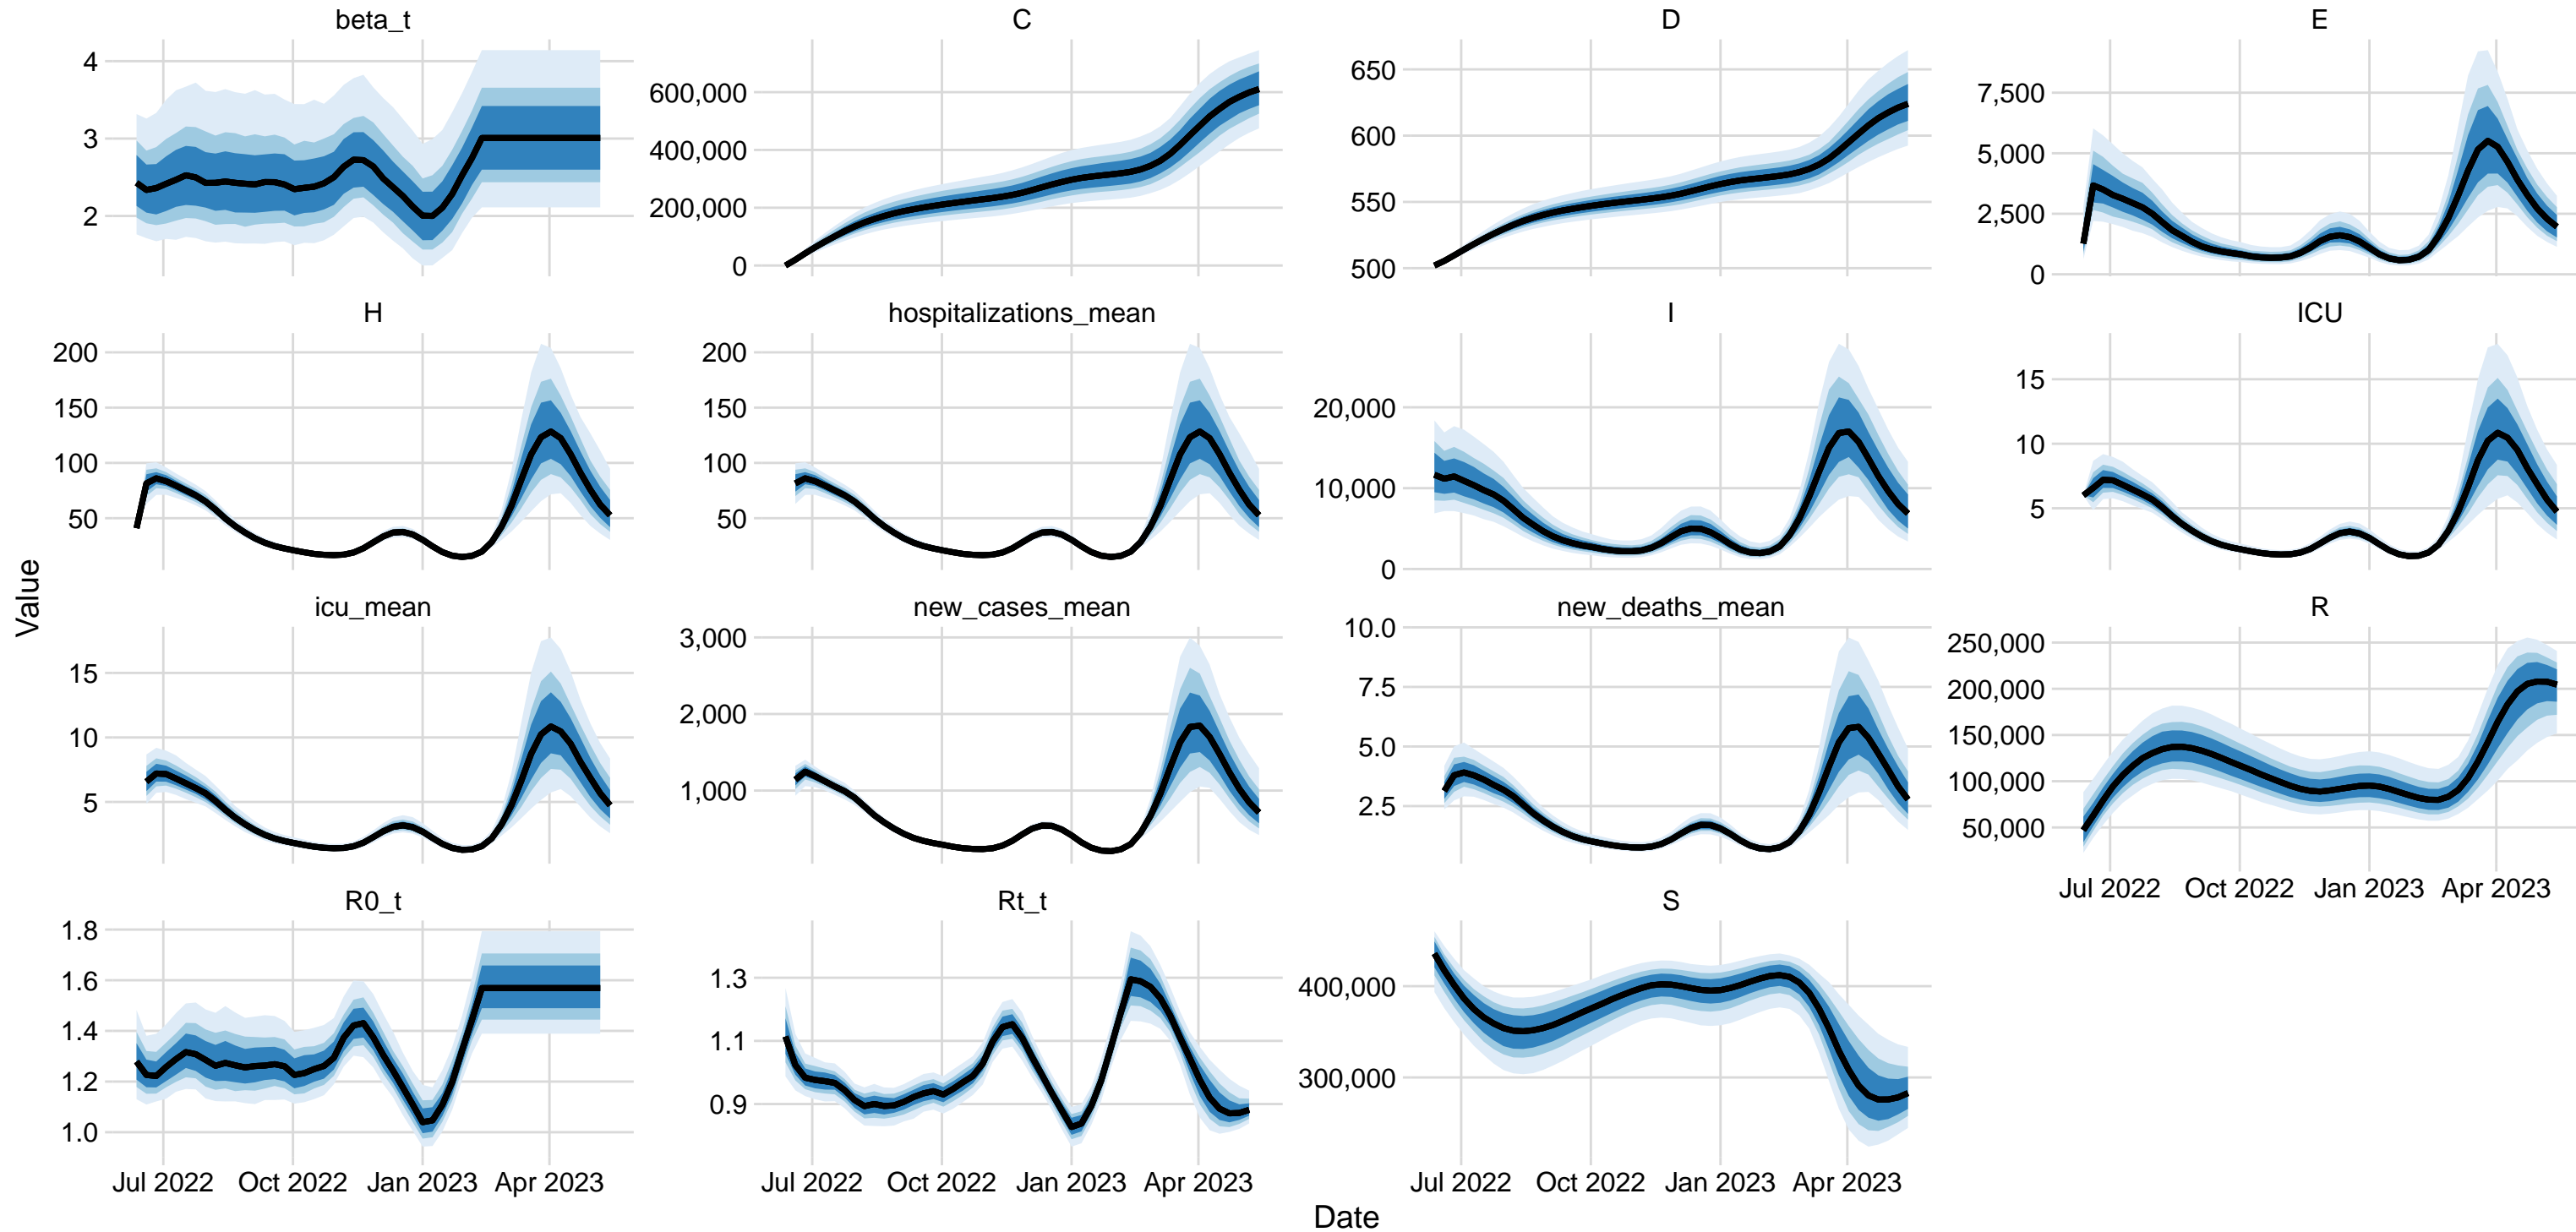 beta_t
C
D
E
4
3
2
600,000
400,000
200,000
0
650
600
550
500
7,500
5,000
2,500
0
H
hospitalizations_mean
I
ICU
200
150
100
50
200
150
100
50
20,000
10,000
0
15
10
5
Value
icu_mean
new_cases_mean
new_deaths_mean
R
15
10
5
3,000
2,000
1,000
10.0
7.5
5.0
2.5
250,000
200,000
150,000
100,000
50,000
Jul 2022 Oct 2022 Jan 2023 Apr 2023
R0_t
Rt_t
S
1.8
1.6
1.4
1.2
1.0
1.3
1.1
0.9
400,000
300,000
Jul 2022 Oct 2022 Jan 2023 Apr 2023
Jul 2022 Oct 2022 Jan 2023 Apr 2023
Jul 2022 Oct 2022 Jan 2023 Apr 2023
Date